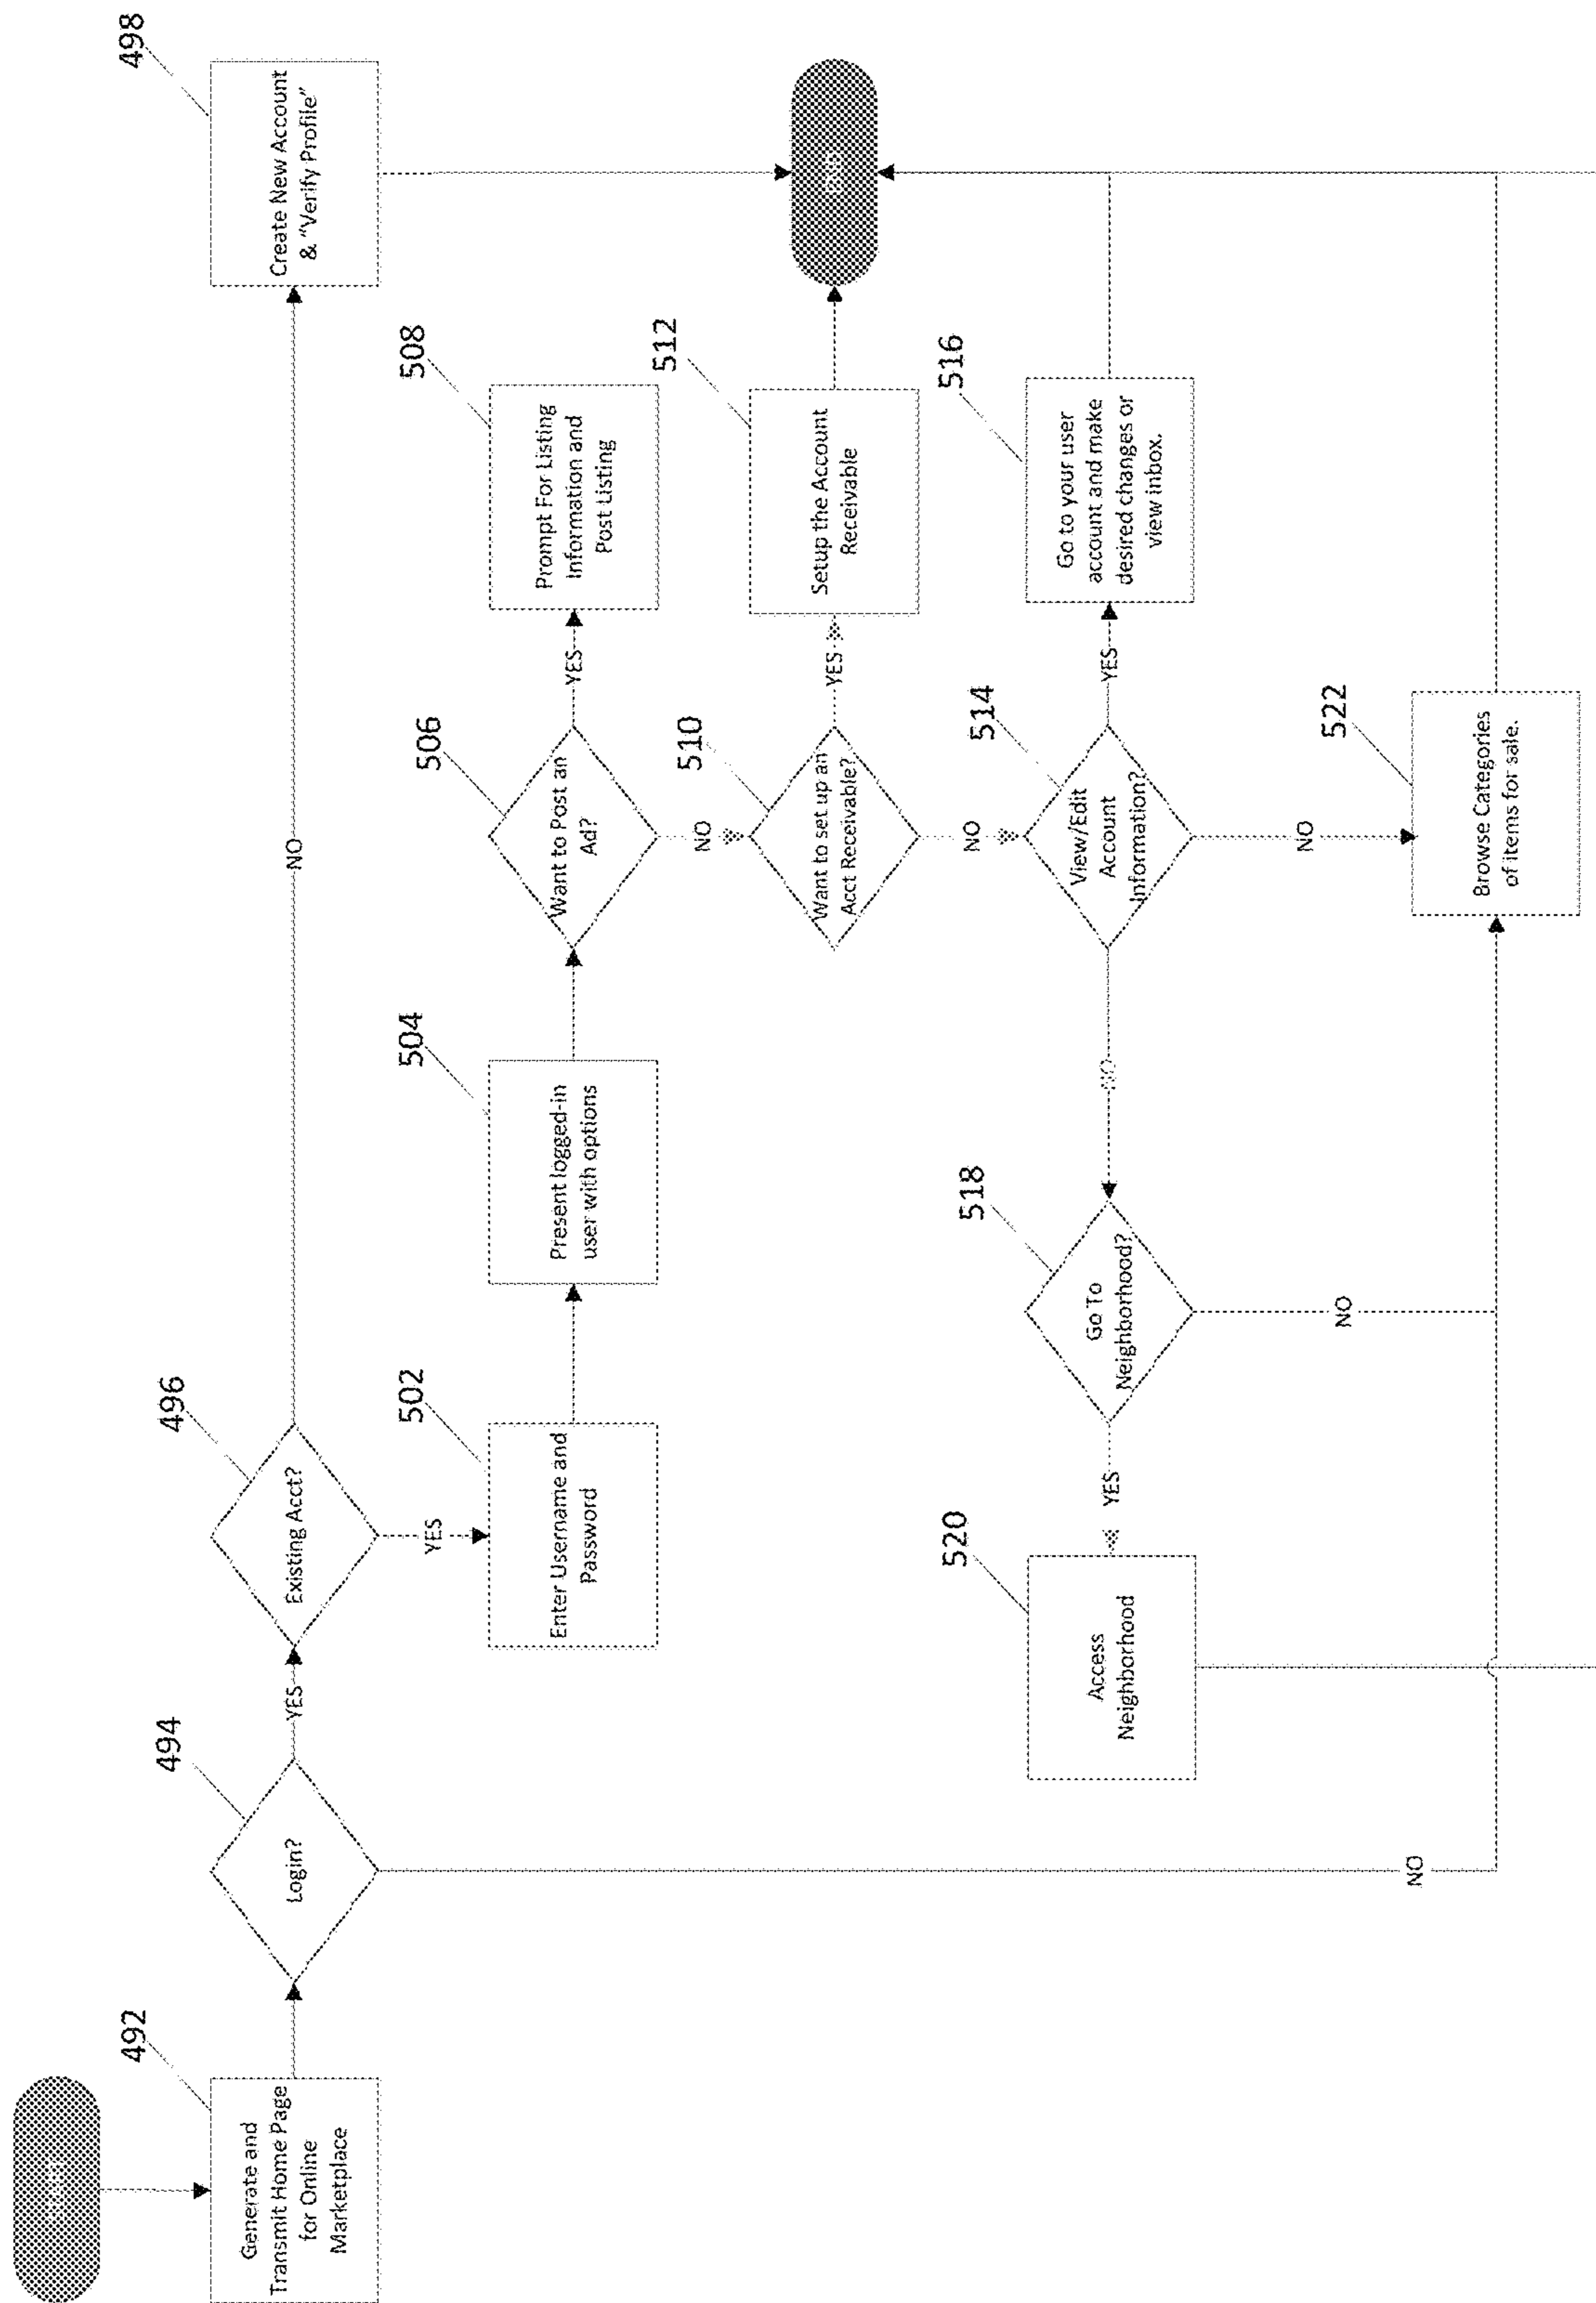 492
Generate and
Transmit Home Page
for Online
Marketplace
494
Login?
YES
NO
496
Existing Acct?
NO
YES
498
Create New Account
& "Verify Profile"
502
Enter Username and
Password
504
Present logged-in
user with options
506
Want to Post an
Ad?
YES
NO
508
Prompt For Listing
Information and
Post Listing
510
Want to set up an
Acct Receivable?
YES
NO
512
Setup the Account
Receivable
514
View/Edit
Account
Information?
YES
NO
NO
516
Go to your user
account and make
desired changes or
view inbox.
518
Go To
Neighborhood?
YES
NO
520
Access
Neighborhood
522
Browse Categories
of items for sale.